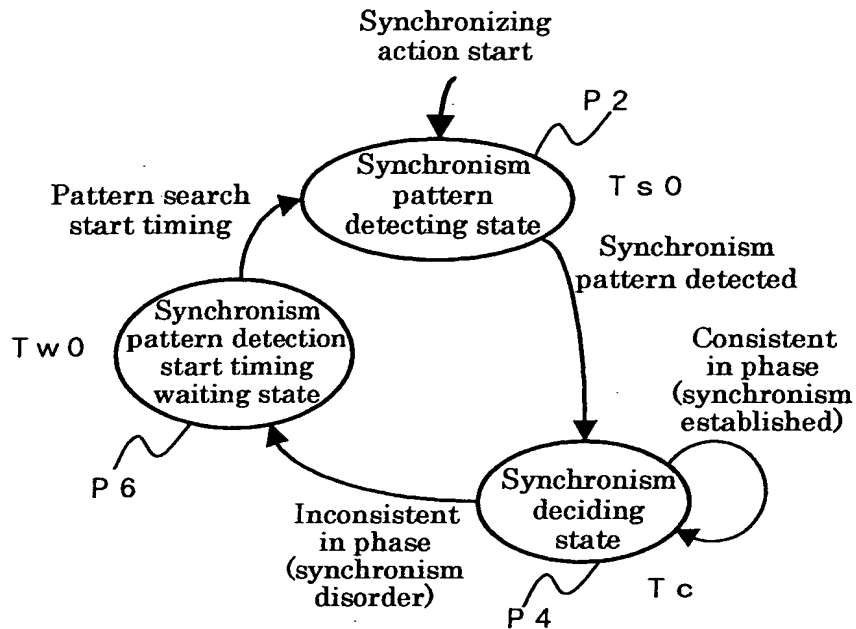 Synchronizing
action start
P 2
Synchronism
pattern
detecting state
T s 0
Pattern search
start timing
Synchronism
pattern detected
T w 0
Synchronism
pattern detection
start timing
waiting state
P 6
Consistent
in phase
(synchronism
established)
Synchronism
deciding
state
Inconsistent
in phase
(synchronism
disorder)
P 4
T c